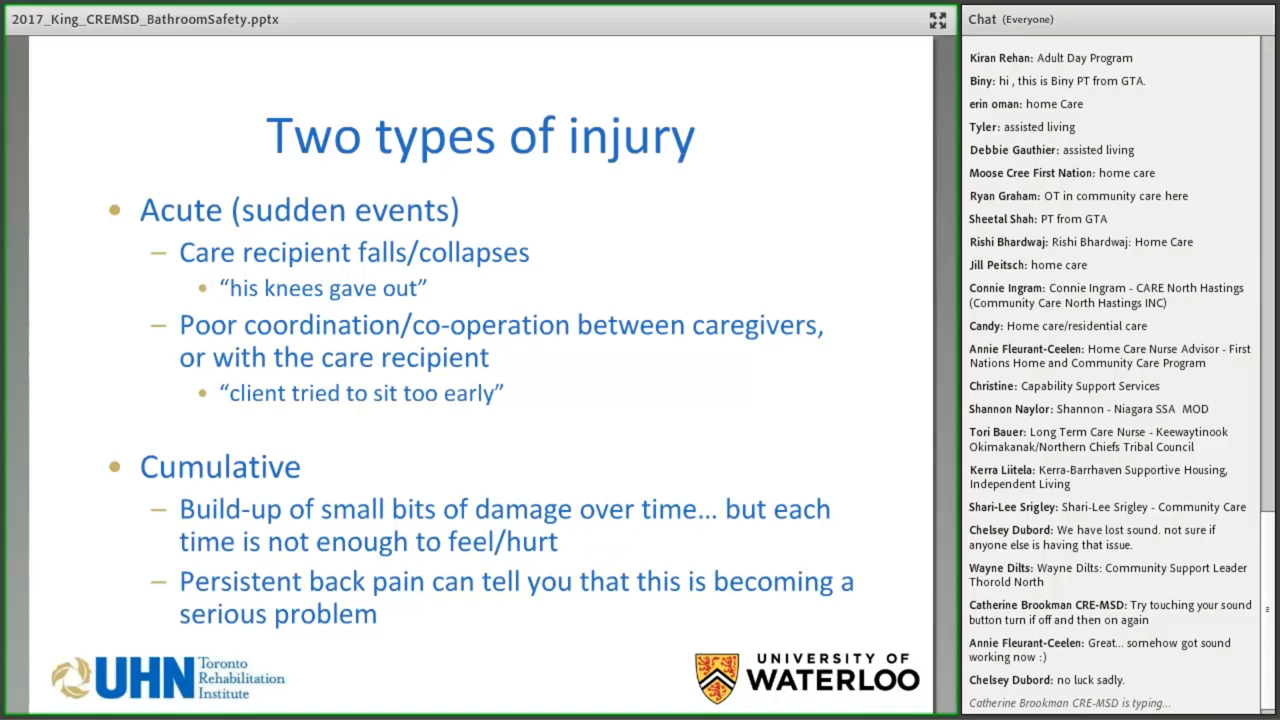 2017_King_CREMSD_BathroomSafety.pptx
Two types of injury
• Acute (sudden events)
– Care recipient falls/collapses
• “his knees gave out”
– Poor coordination/co-operation between caregivers,
or with the care recipient
• “client tried to sit too early”
• Cumulative
– Build-up of small bits of damage over time… but each
time is not enough to feel/hurt
– Persistent back pain can tell you that this is becoming a
serious problem
UHN Toronto
Rehabilitation
Institute
UNIVERSITY OF
WATERLOO
Chat (Everyone)
Kiran Rehan: Adult Day Program
Biny: hi , this is Biny PT from GTA.
erin oman: home Care
Tyler: assisted living
Debbie Gauthier: assisted living
Moose Cree First Nation: home care
Ryan Graham: OT in community care here
Sheetal Shah: PT from GTA
Rishi Bhardwaj: Rishi Bhardwaj: Home Care
Jill Peitsch: home care
Connie Ingram: Connie Ingram - CARE North Hastings
(Community Care North Hastings INC)
Candy: Home care/residential care
Annie Fleurant-Ceelen: Home Care Nurse Advisor - First
Nations Home and Community Care Program
Christine: Capability Support Services
Shannon Naylor: Shannon - Niagara SSA MOD
Tori Bauer: Long Term Care Nurse - Keewaytinook
Okimakanak/Northern Chiefs Tribal Council
Kerra Liitela: Kerra-Barrhaven Supportive Housing,
Independent Living
Shari-Lee Srigley: Shari-Lee Srigley - Community Care
Chelsey Dubord: We have lost sound. not sure if
anyone else is having that issue.
Wayne Dilts: Wayne Dilts: Community Support Leader
Thorold North
Catherine Brookman CRE-MSD: Try touching your sound
button turn if off and then on again
Annie Fleurant-Ceelen: Great... somehow got sound
working now :)
Chelsey Dubord: no luck sadly.
Catherine Brookman CRE-MSD is typing...